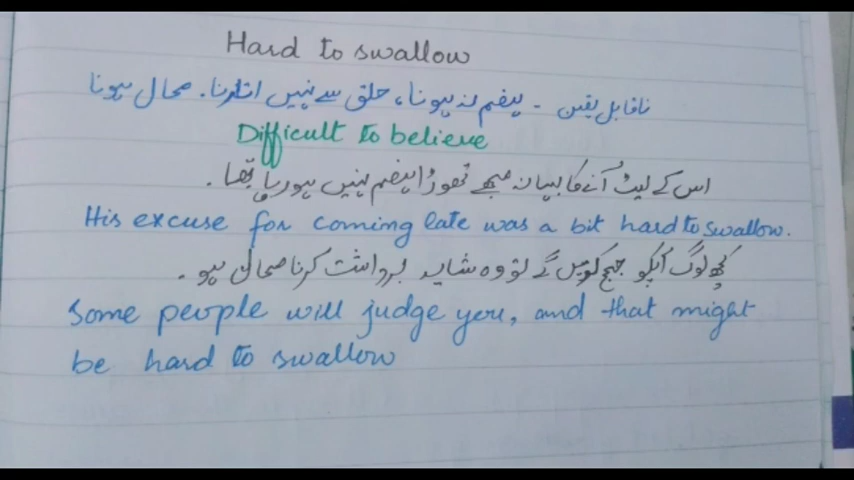 Hard to swallow
ناقابل یقین - ہضم نہ ہونا، حلق سے نہیں اترنا. محال ہونا
Difficult to believe
اس کے لیٹ آنے کا بہانہ مجھے تھوڑا ہضم نہیں ہو رہا تھا.
His excuse for coming late was a bit hard to swallow.
کچھ لوگ آپکو جج کریں گے تو وہ شاید برداشت کرنا محال ہو.
Some people will judge you, and that might
be hard to swallow